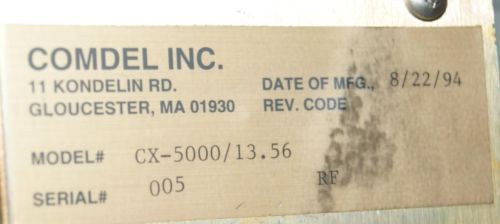 COMDEL INC.
11 KONDELIN RD. DATE OF MFG., 8/22/94
GLOUCESTER, MA 01930 REV. CODE
MODEL# CX-5000/13.56
SERIAL# 005 RF